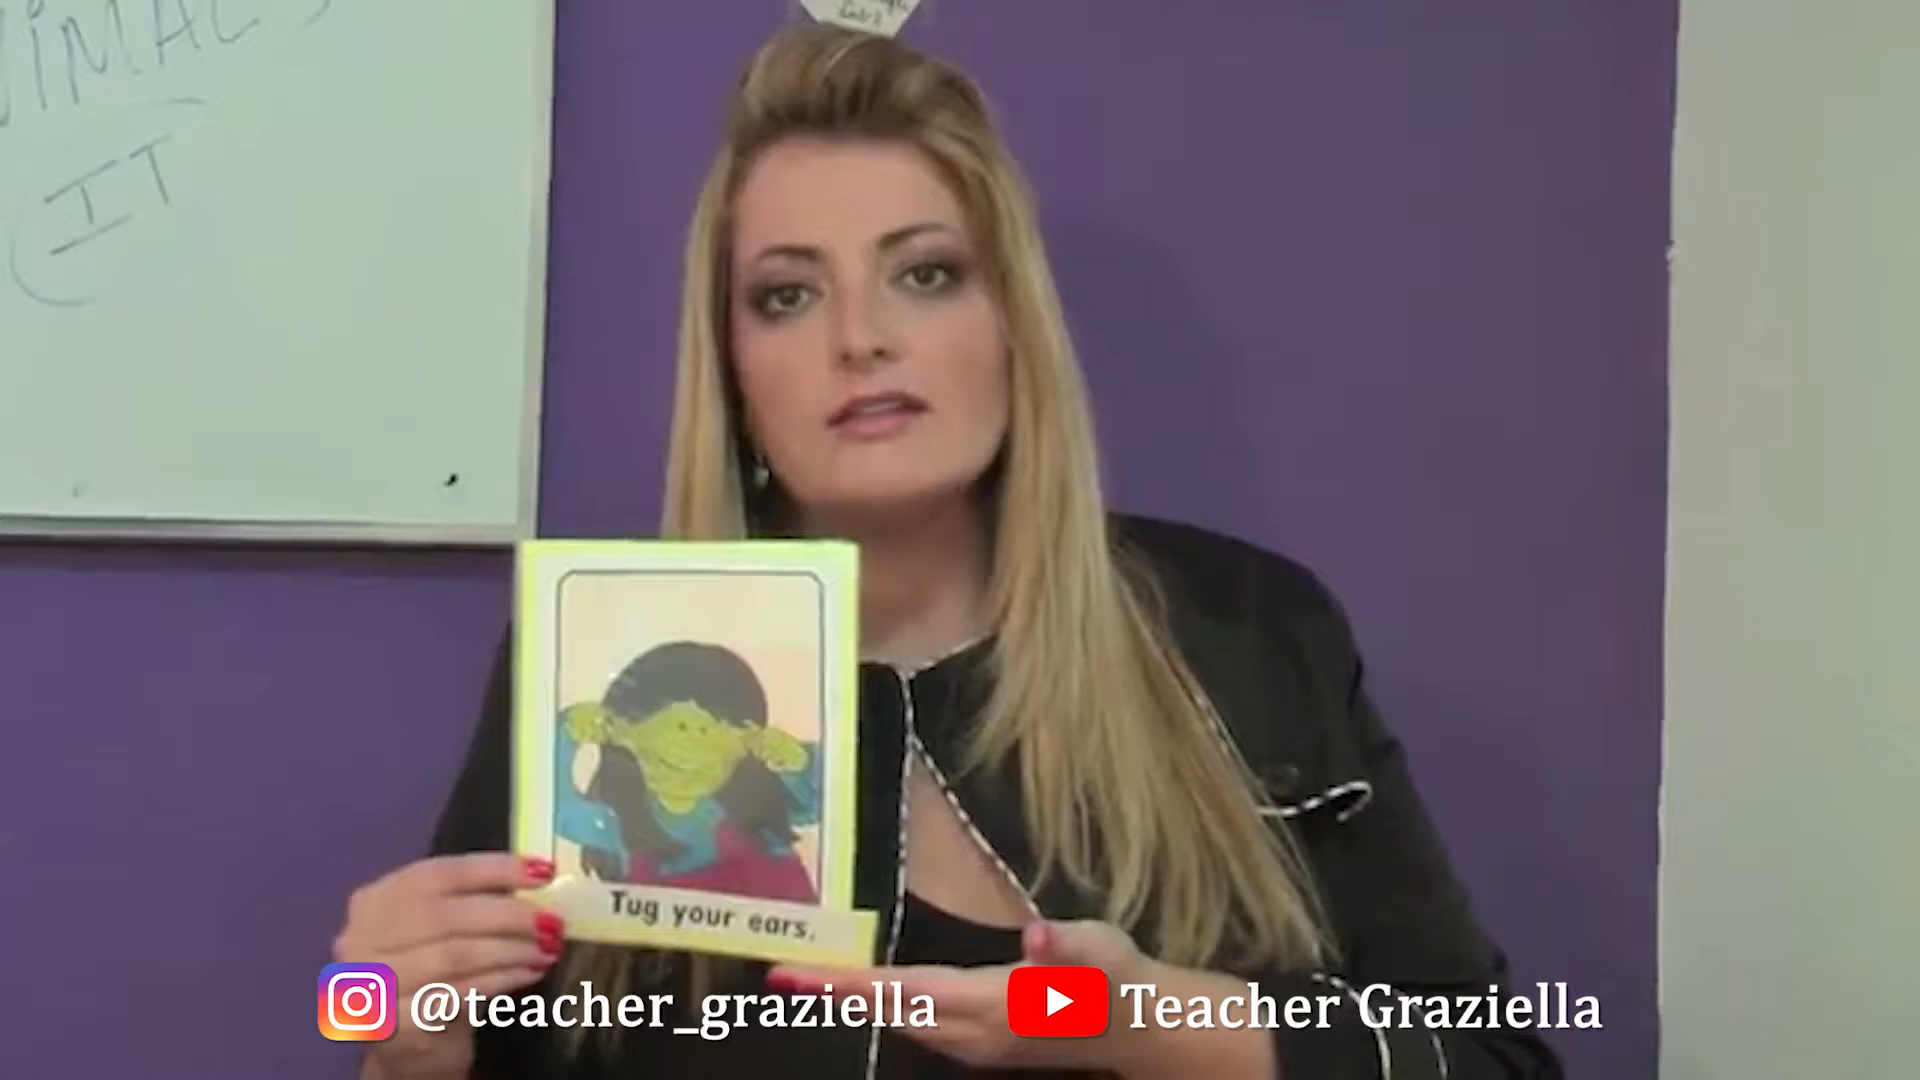 IT
Tug your ears.
@teacher_graziella
Teacher Graziella